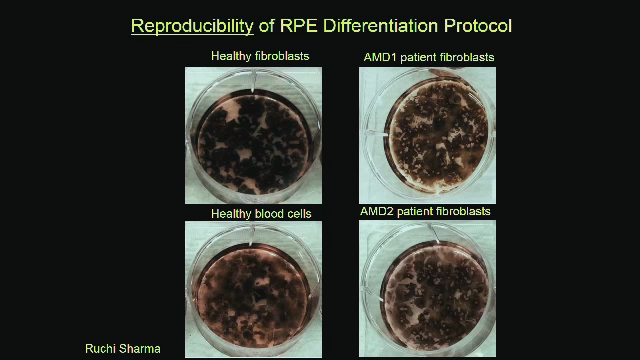 Reproducibility of RPE Differentiation Protocol
Healthy fibroblasts
AMD1 patient fibroblasts
Healthy blood cells
AMD2 patient fibroblasts
Ruchi Sharma